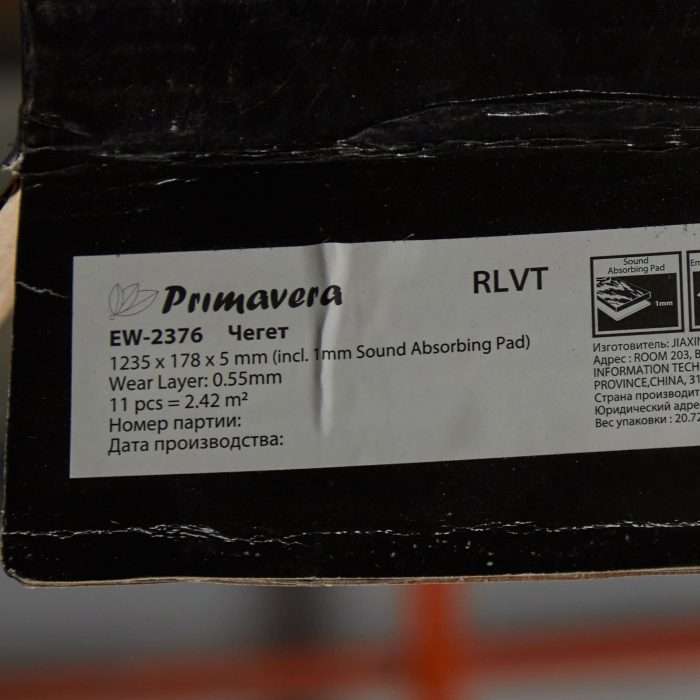 Primavera
RLVT
EW-2376 Чегет
1235 x 178 x 5 mm (incl. 1mm Sound Absorbing Pad)
Wear Layer: 0.55mm
11 pcs = 2.42 m²
Номер партии:
Дата производства:
Sound
Absorbing Pad
1mm
Изготовитель: JIAXIN
Адрес : ROOM 203, B
INFORMATION TECH
PROVINCE,CHINA, 31
Страна производит
Юридический адре
Вес упаковки : 20.72